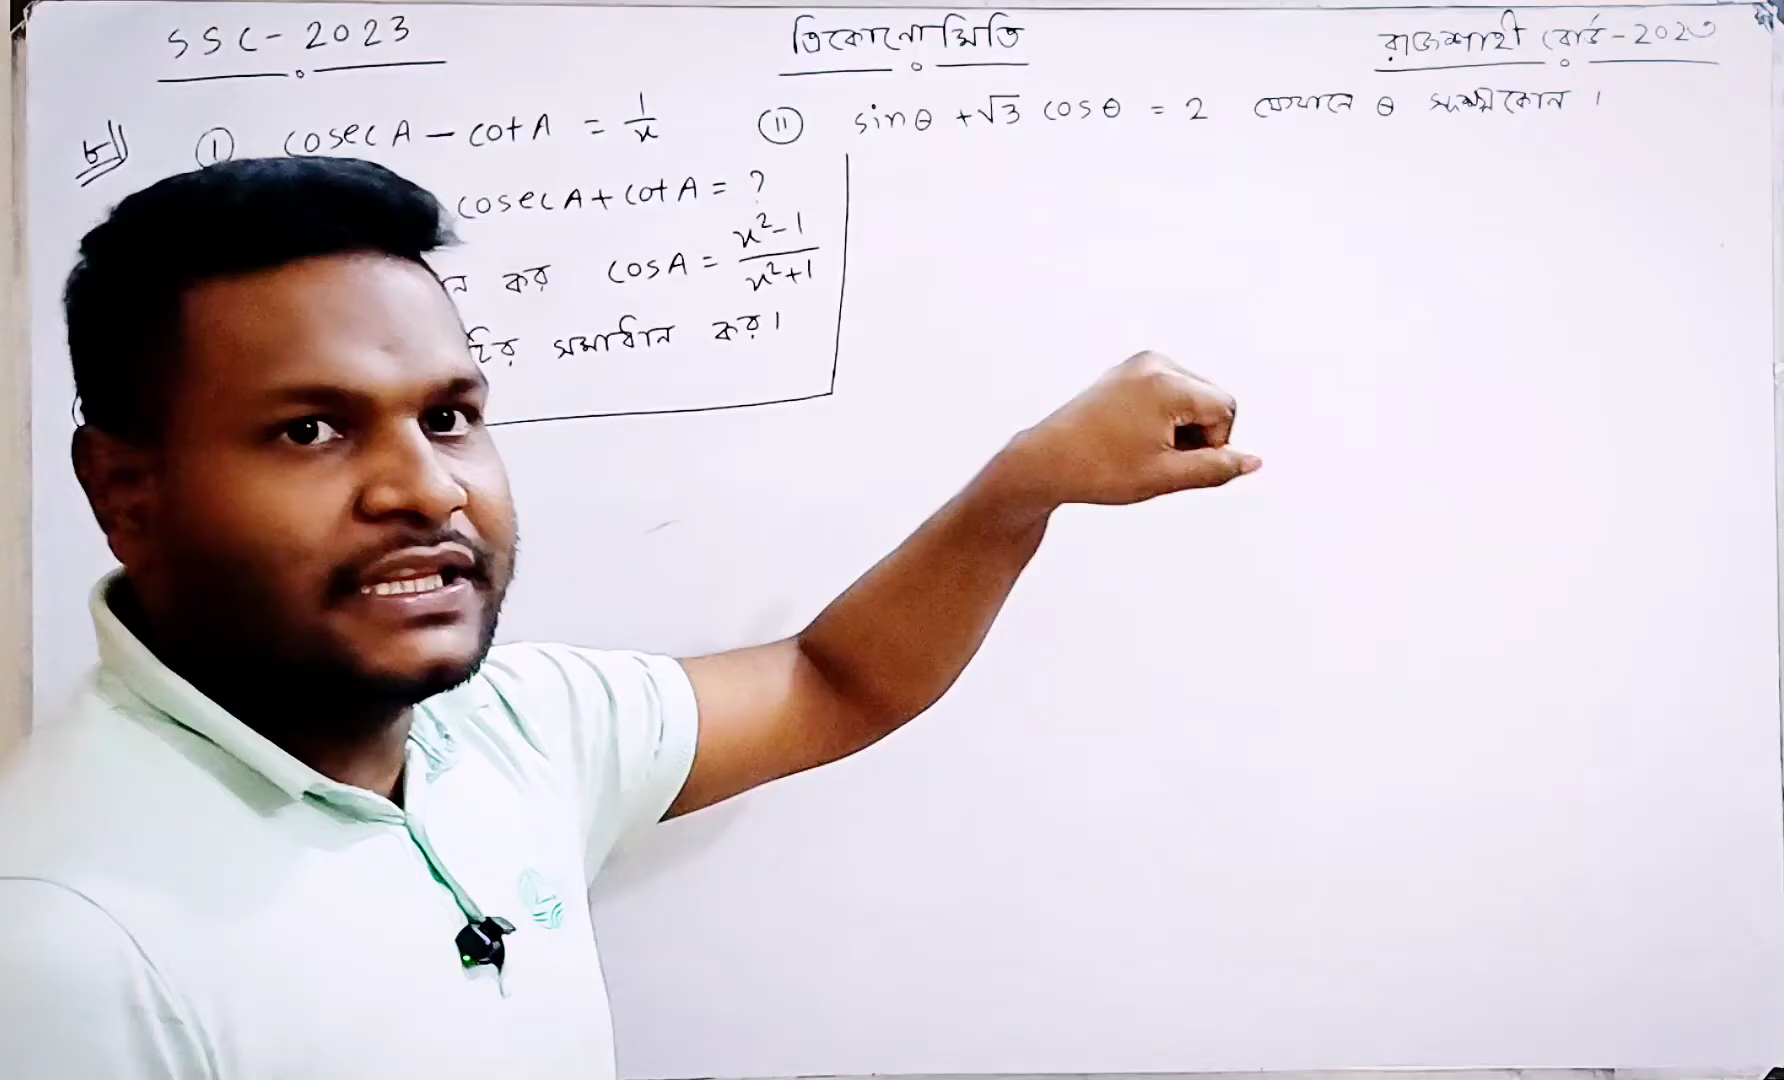 SSC-2023
ত্রিকোনোমিতি
রাজশাহী বোর্ড-2023
৮।। (i) cosecA - cotA = 1/x
(ii) sinθ + √3 cosθ = 2 যেখানে θ সূক্ষ্মকোন ।
cosecA + cotA = ?
ন কর cosA = x²-1/x²+1
টির সমাধান কর।